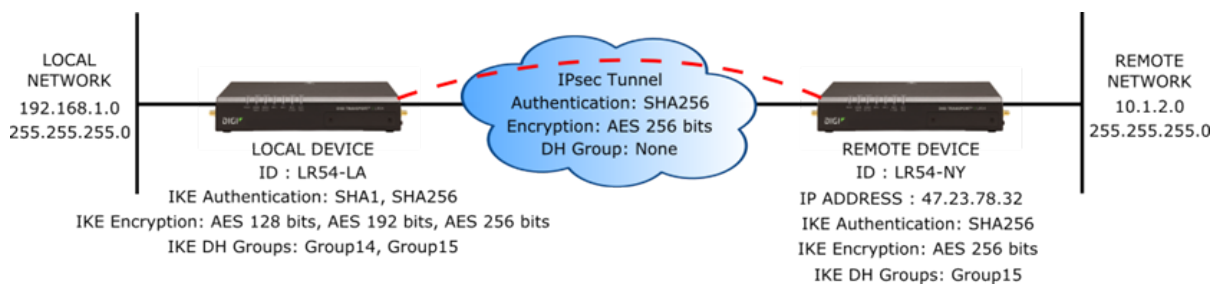 LOCAL
NETWORK
192.168.1.0
255.255.255.0
DIGI
LOCAL DEVICE
ID : LR54-LA
IKE Authentication: SHA1, SHA256
IKE Encryption: AES 128 bits, AES 192 bits, AES 256 bits
IKE DH Groups: Group14, Group15
IPsec Tunnel
Authentication: SHA256
Encryption: AES 256 bits
DH Group: None
DIGI
REMOTE DEVICE
ID : LR54-NY
IP ADDRESS : 47.23.78.32
IKE Authentication: SHA256
IKE Encryption: AES 256 bits
IKE DH Groups: Group15
REMOTE
NETWORK
10.1.2.0
255.255.255.0